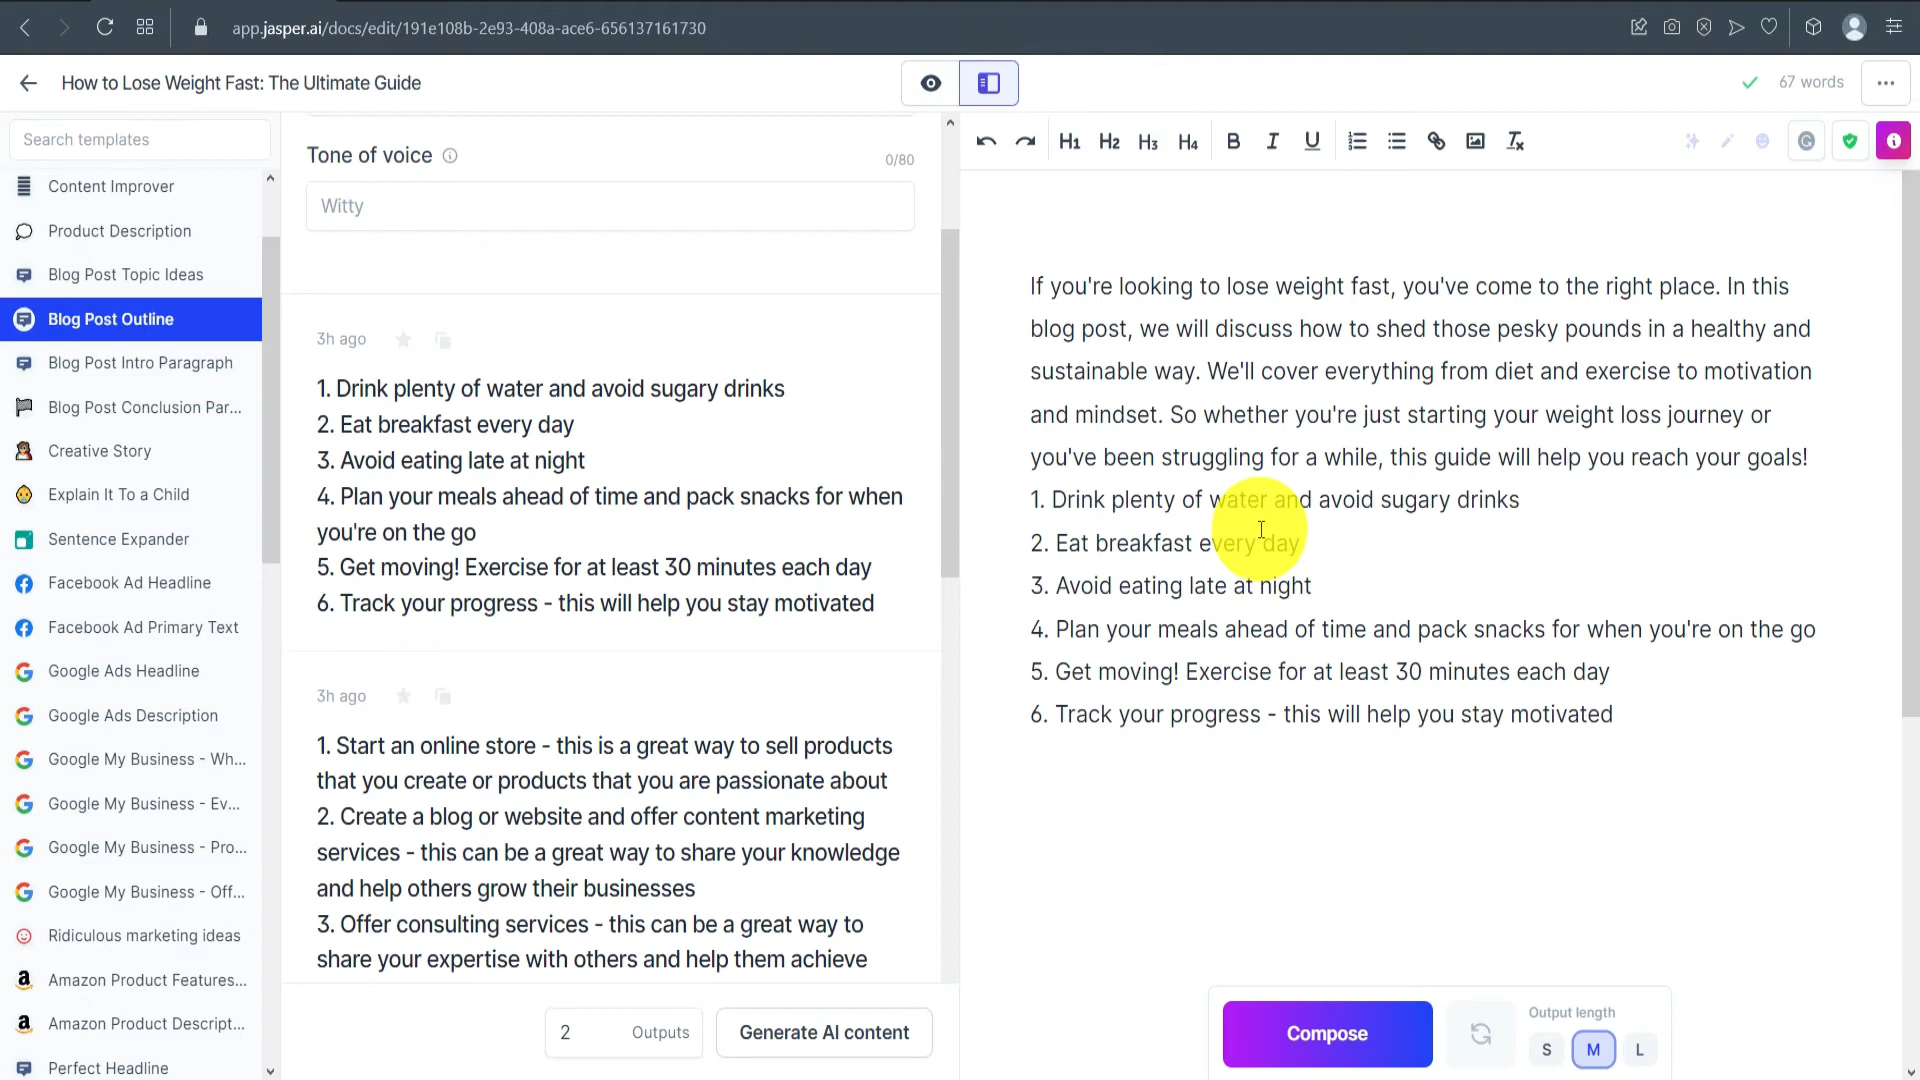 app.jasper.ai/docs/edit/191e108b-2e93-408a-ace6-656137161730
How to Lose Weight Fast: The Ultimate Guide
67 words
Search templates
Content Improver
Product Description
Blog Post Topic Ideas
Blog Post Outline
Blog Post Intro Paragraph
Blog Post Conclusion Par...
Creative Story
Explain It To a Child
Sentence Expander
Facebook Ad Headline
Facebook Ad Primary Text
Google Ads Headline
Google Ads Description
Google My Business - Wh...
Google My Business - Ev...
Google My Business - Pro...
Google My Business - Off...
Ridiculous marketing ideas
Amazon Product Features...
Amazon Product Descript...
Perfect Headline
Tone of voice
0/80
Witty
3h ago
1. Drink plenty of water and avoid sugary drinks
2. Eat breakfast every day
3. Avoid eating late at night
4. Plan your meals ahead of time and pack snacks for when
you're on the go
5. Get moving! Exercise for at least 30 minutes each day
6. Track your progress - this will help you stay motivated
3h ago
1. Start an online store - this is a great way to sell products
that you create or products that you are passionate about
2. Create a blog or website and offer content marketing
services - this can be a great way to share your knowledge
and help others grow their businesses
3. Offer consulting services - this can be a great way to
share your expertise with others and help them achieve
2 Outputs
Generate AI content
H1 H2 H3 H4 B I U
If you're looking to lose weight fast, you've come to the right place. In this
blog post, we will discuss how to shed those pesky pounds in a healthy and
sustainable way. We'll cover everything from diet and exercise to motivation
and mindset. So whether you're just starting your weight loss journey or
you've been struggling for a while, this guide will help you reach your goals!
1. Drink plenty of water and avoid sugary drinks
2. Eat breakfast every day
3. Avoid eating late at night
4. Plan your meals ahead of time and pack snacks for when you're on the go
5. Get moving! Exercise for at least 30 minutes each day
6. Track your progress - this will help you stay motivated
Compose
Output length
S M L